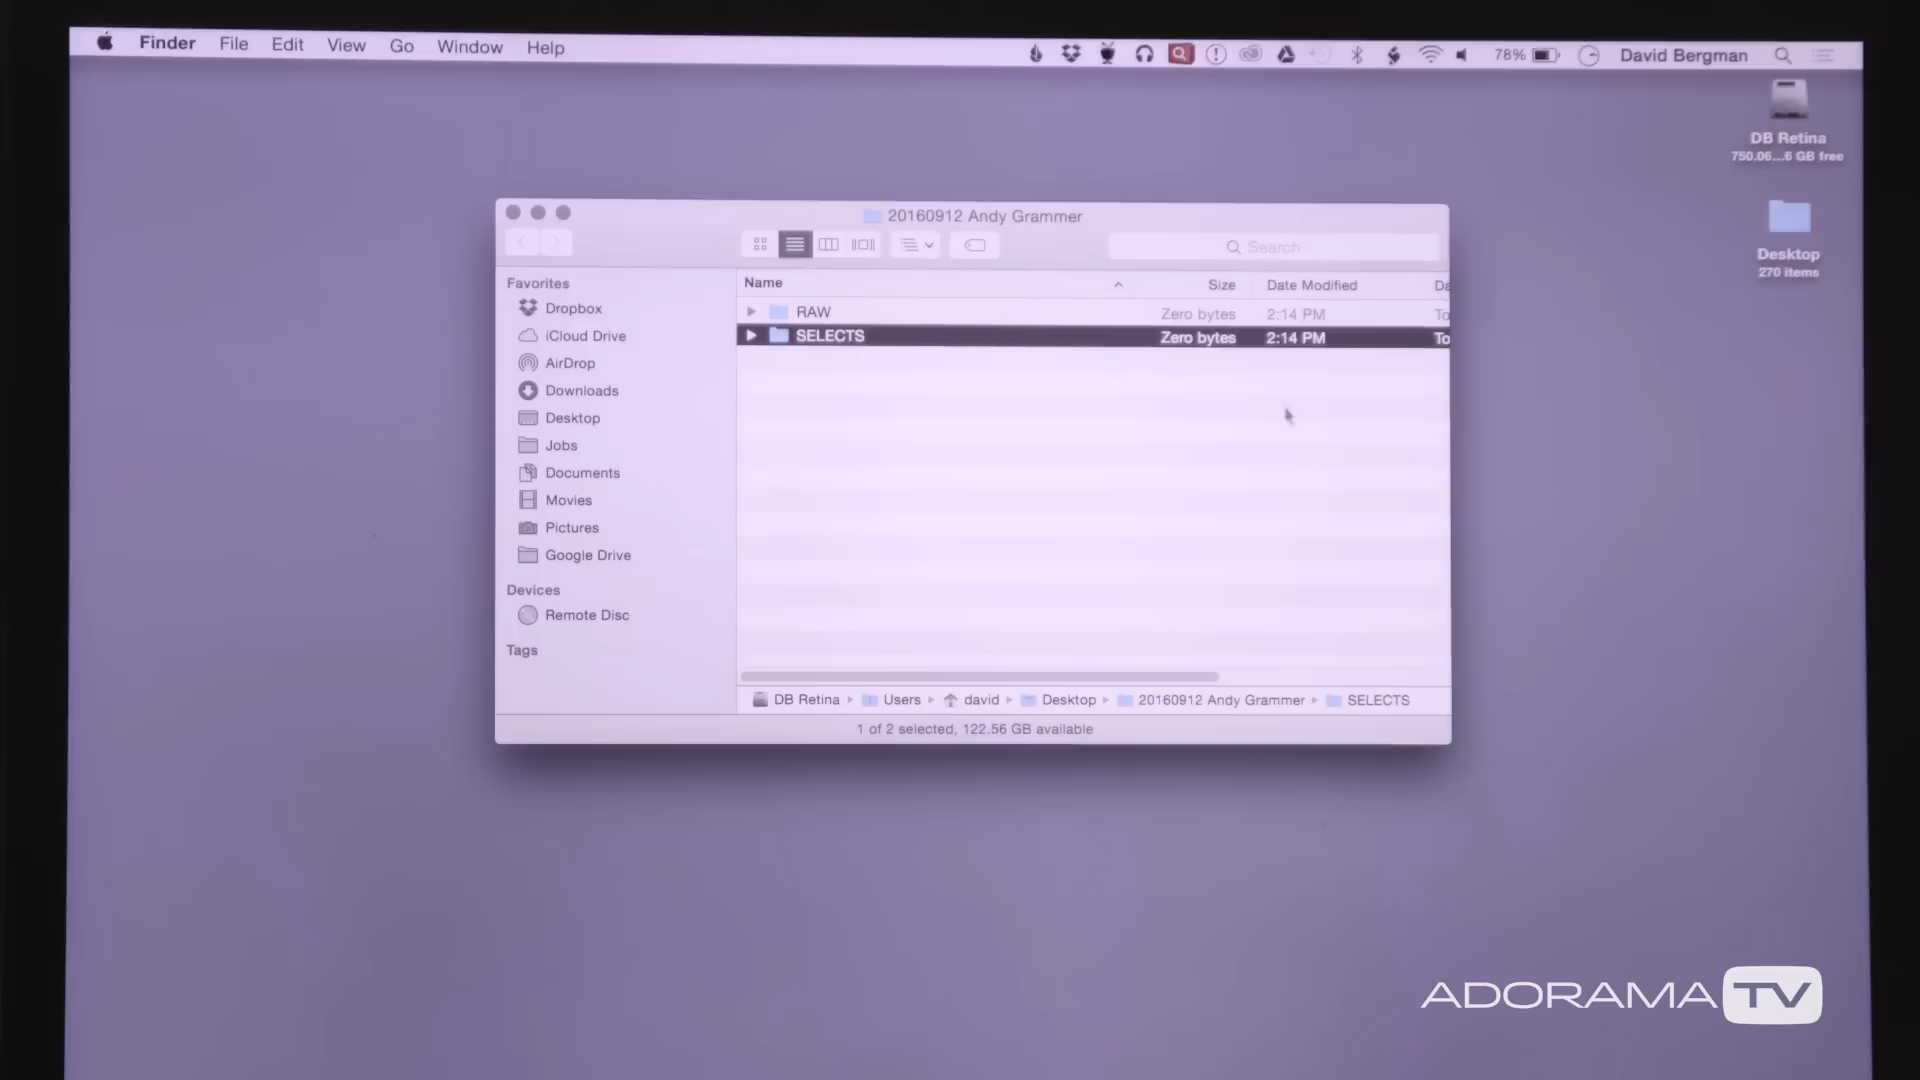 Finder File Edit View Go Window Help 78% David Bergman
DB Retina
750.06...6 GB free
Desktop
270 items
20160912 Andy Grammer
Search
Favorites
Dropbox
iCloud Drive
AirDrop
Downloads
Desktop
Jobs
Documents
Movies
Pictures
Google Drive
Devices
Remote Disc
Tags
Name Size Date Modified Da
RAW Zero bytes 2:14 PM To
SELECTS Zero bytes 2:14 PM To
DB Retina Users david Desktop 20160912 Andy Grammer SELECTS
1 of 2 selected, 122.56 GB available
ADORAMA TV